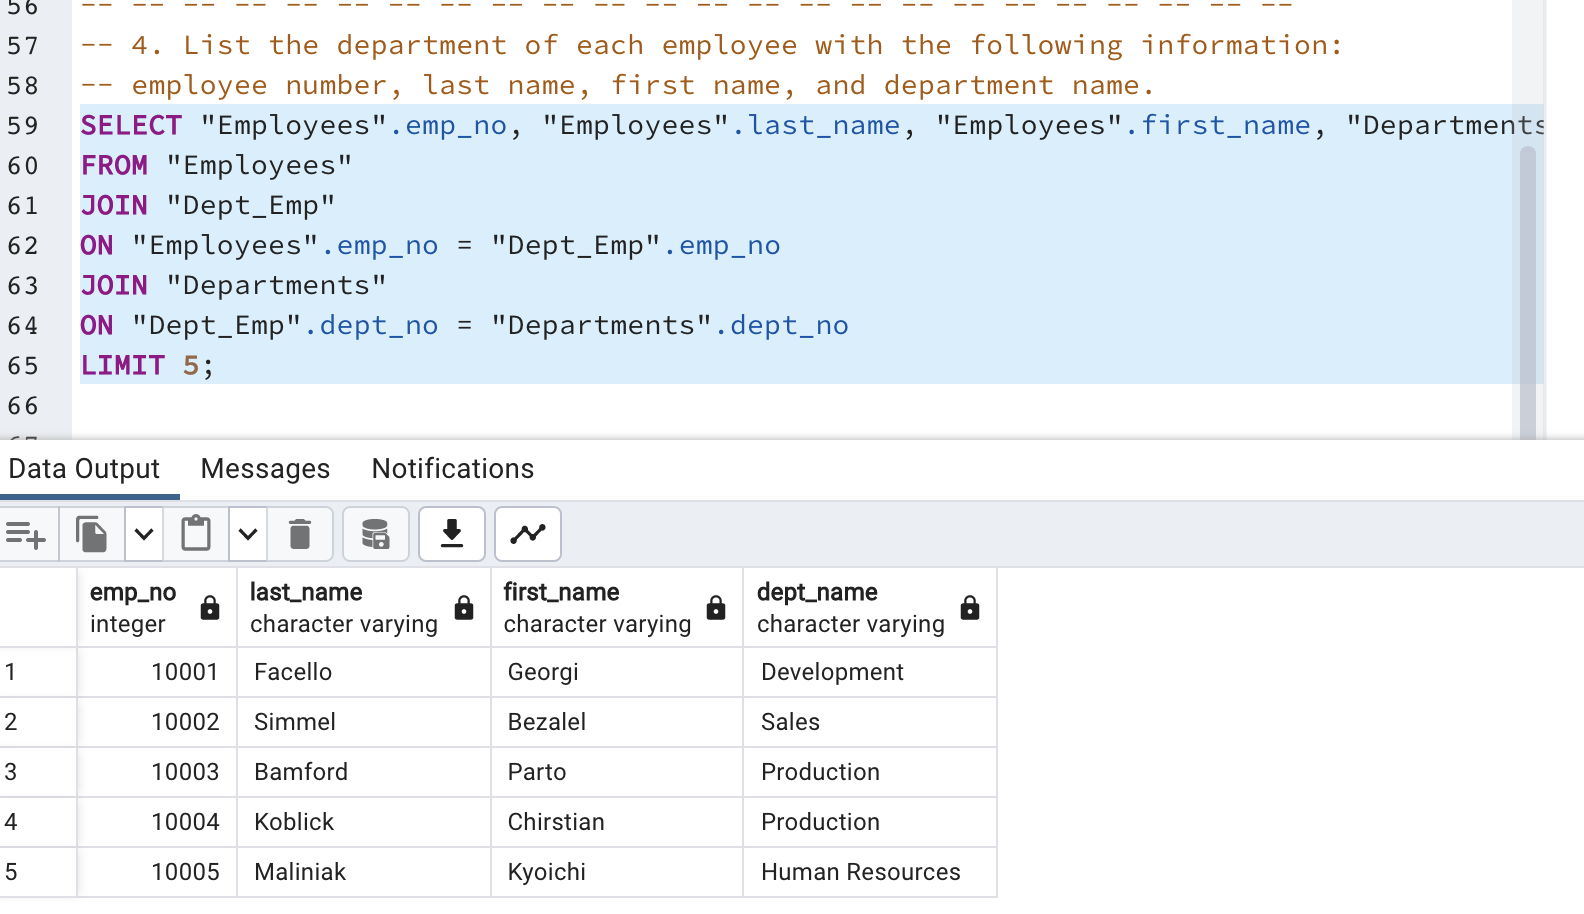 56 -- -- -- -- -- -- -- -- -- -- -- -- -- -- -- -- -- -- -- -- -- -- -- --
57 -- 4. List the department of each employee with the following information:
58 -- employee number, last name, first name, and department name.
59 SELECT "Employees".emp_no, "Employees".last_name, "Employees".first_name, "Departments
60 FROM "Employees"
61 JOIN "Dept_Emp"
62 ON "Employees".emp_no = "Dept_Emp".emp_no
63 JOIN "Departments"
64 ON "Dept_Emp".dept_no = "Departments".dept_no
65 LIMIT 5;
66
Data Output Messages Notifications
emp_no last_name first_name dept_name
integer character varying character varying character varying
1 10001 Facello Georgi Development
2 10002 Simmel Bezalel Sales
3 10003 Bamford Parto Production
4 10004 Koblick Chirstian Production
5 10005 Maliniak Kyoichi Human Resources